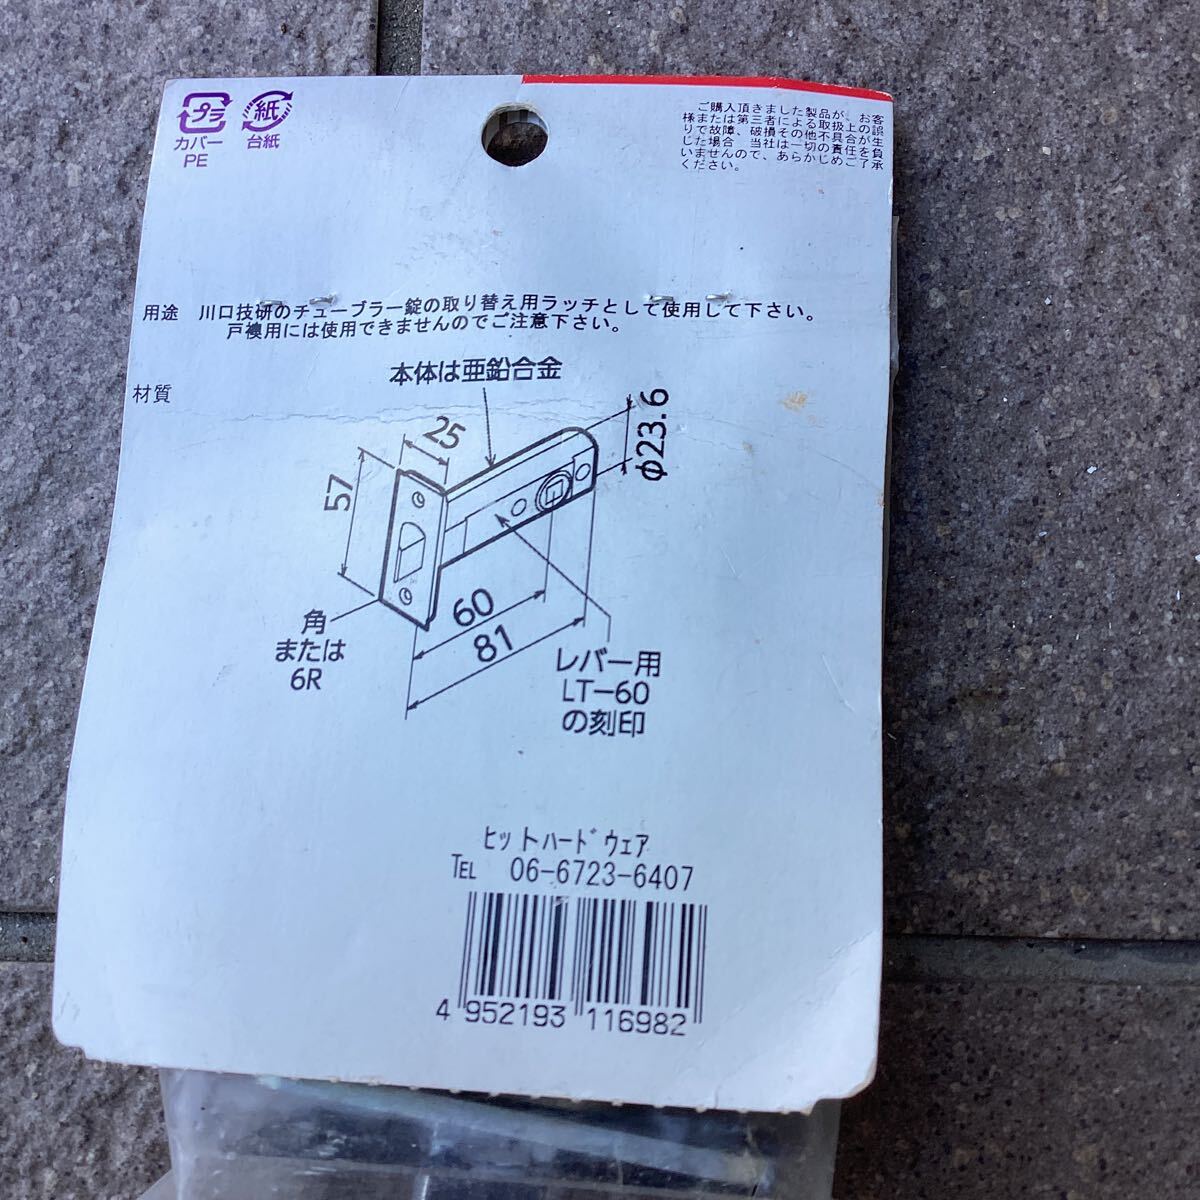 プラ
カバー
PE
紙
台紙
ご購入頂きました製品が、お客
様または第三者による取扱上の誤
りで故障、破損その他不具合が生
じた場合 当社は一切の責任を負
いませんので、あらかじめご了承
ください。
用途 川口技研のチューブラー錠の取り替え用ラッチとして使用して下さい。
戸襖用には使用できませんのでご注意下さい。
材質
本体は亜鉛合金
25
φ23.6
57
60
81
角
または
6R
レバー用
LT-60
の刻印
ヒットハードウェア
TEL 06-6723-6407
4 952193 116982